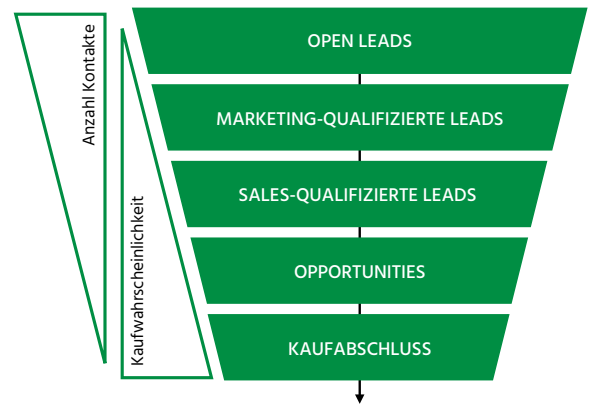 Anzahl Kontakte
Kaufwahrscheinlichkeit
OPEN LEADS
MARKETING-QUALIFIZIERTE LEADS
SALES-QUALIFIZIERTE LEADS
OPPORTUNITIES
KAUFABSCHLUSS